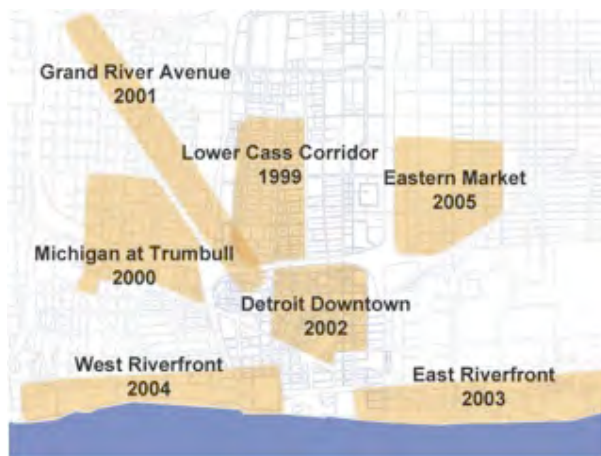 Grand River Avenue
2001
Lower Cass Corridor
1999
Eastern Market
2005
Michigan at Trumbull
2000
Detroit Downtown
2002
West Riverfront
2004
East Riverfront
2003